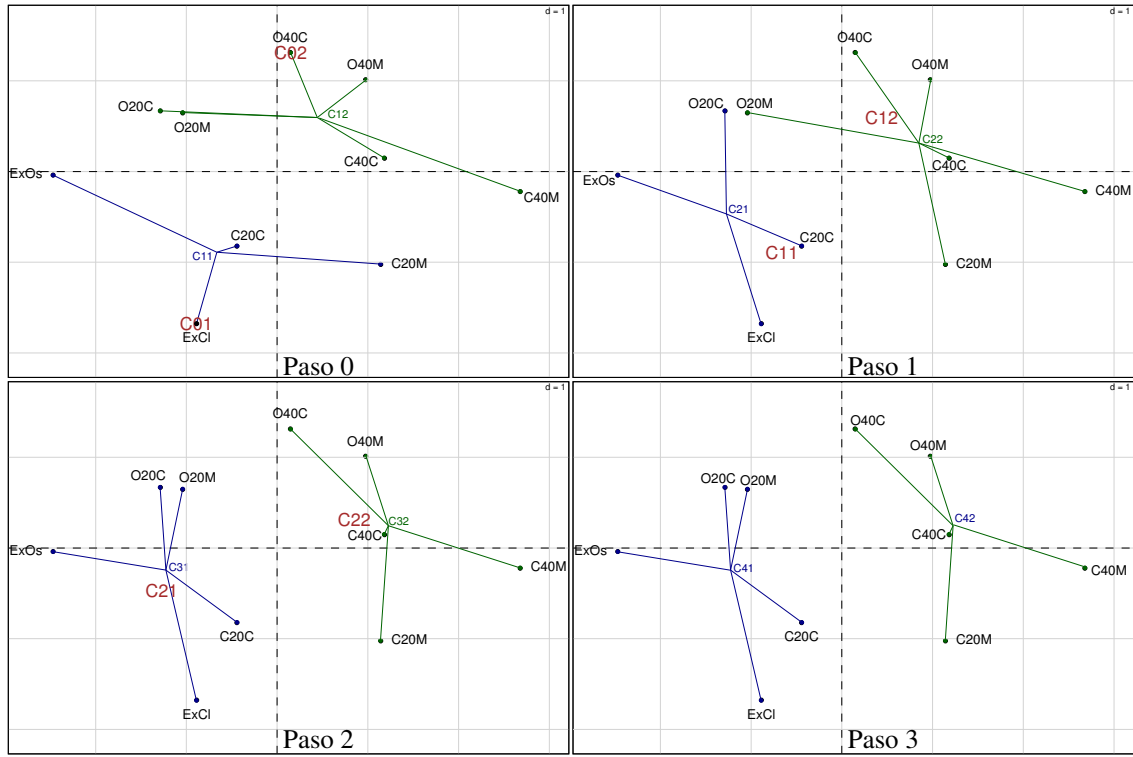 d = 1
O40C
C02
O40M
O20C
C12
O20M
C40C
ExOs
C40M
C20C
C11
C20M
C01
ExCl
Paso 0
d = 1
O40C
O40M
O20C
O20M
C12
C22
C40C
ExOs
C40M
C21
C20C
C11
C20M
ExCl
Paso 1
d = 1
O40C
O40M
O20C
O20M
C22
C32
C40C
ExOs
C31
C40M
C21
C20C
C20M
ExCl
Paso 2
d = 1
O40C
O40M
O20C
O20M
C42
C40C
ExOs
C41
C40M
C20C
C20M
ExCl
Paso 3